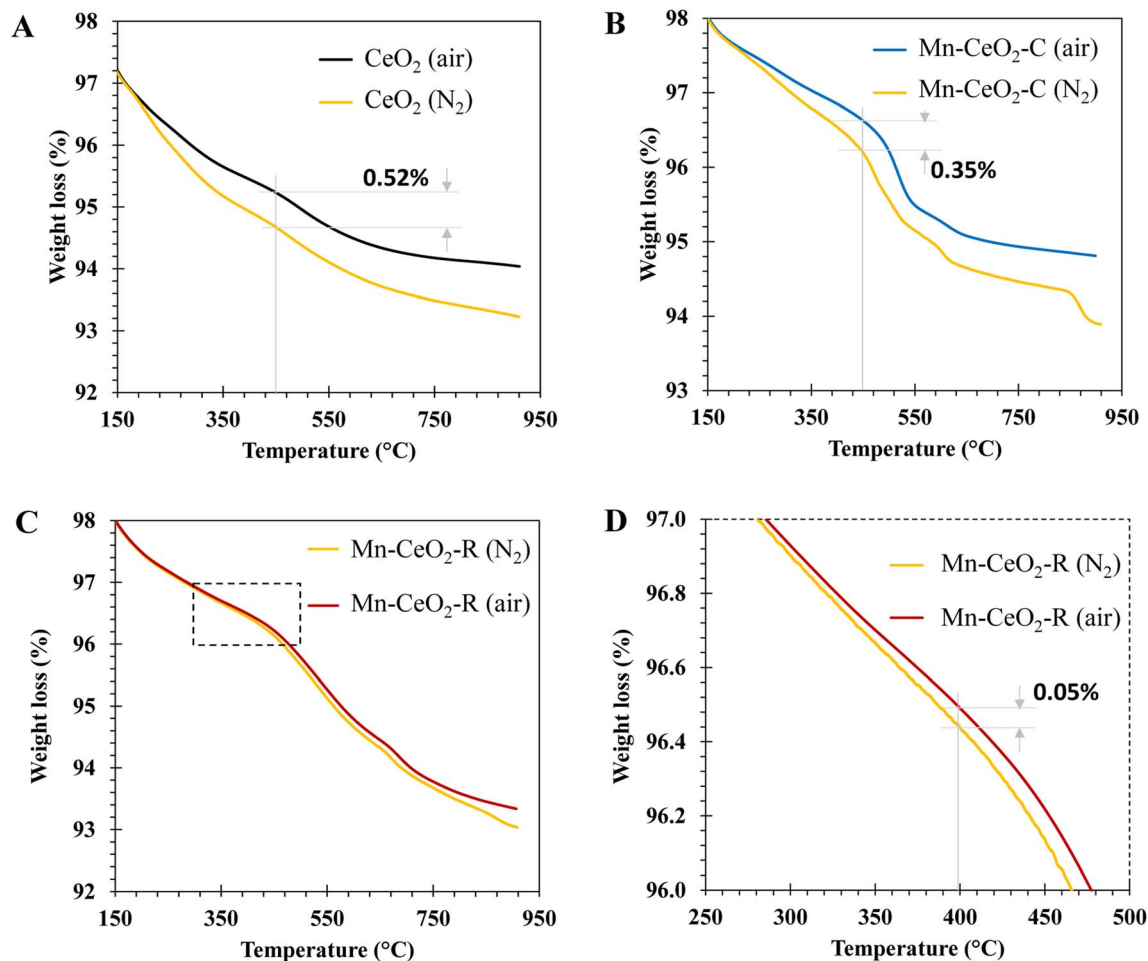 A
98
97
96
95
94
93
92
Weight loss (%)
CeO₂ (air)
CeO₂ (N₂)
0.52%
150 350 550 750 950
Temperature (°C)
B
98
97
96
95
94
93
Weight loss (%)
Mn-CeO₂-C (air)
Mn-CeO₂-C (N₂)
0.35%
150 350 550 750 950
Temperature (°C)
C
98
97
96
95
94
93
92
Weight loss (%)
Mn-CeO₂-R (N₂)
Mn-CeO₂-R (air)
150 350 550 750 950
Temperature (°C)
D
97.0
96.8
96.6
96.4
96.2
96.0
Weight loss (%)
Mn-CeO₂-R (N₂)
Mn-CeO₂-R (air)
0.05%
250 300 350 400 450 500
Temperature (°C)